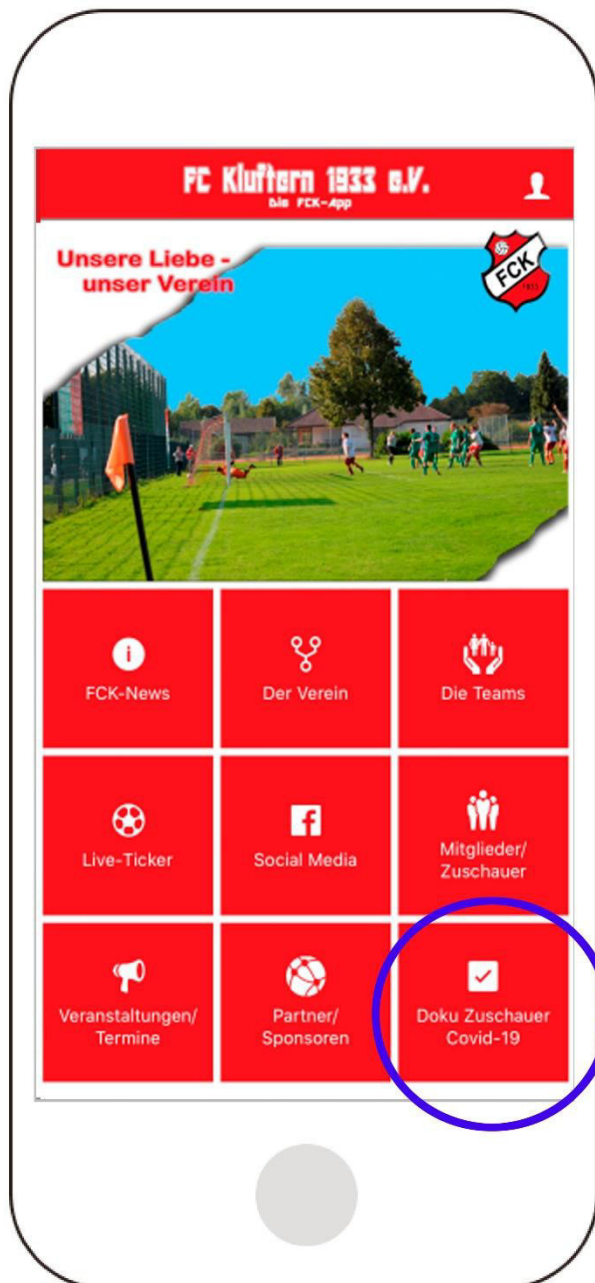 FC Kluftern 1933 e.V.
Die FCK-App
Unsere Liebe -
unser Verein
FCK
1933
FCK-News
Der Verein
Die Teams
Live-Ticker
Social Media
Mitglieder/
Zuschauer
Veranstaltungen/
Termine
Partner/
Sponsoren
Doku Zuschauer
Covid-19